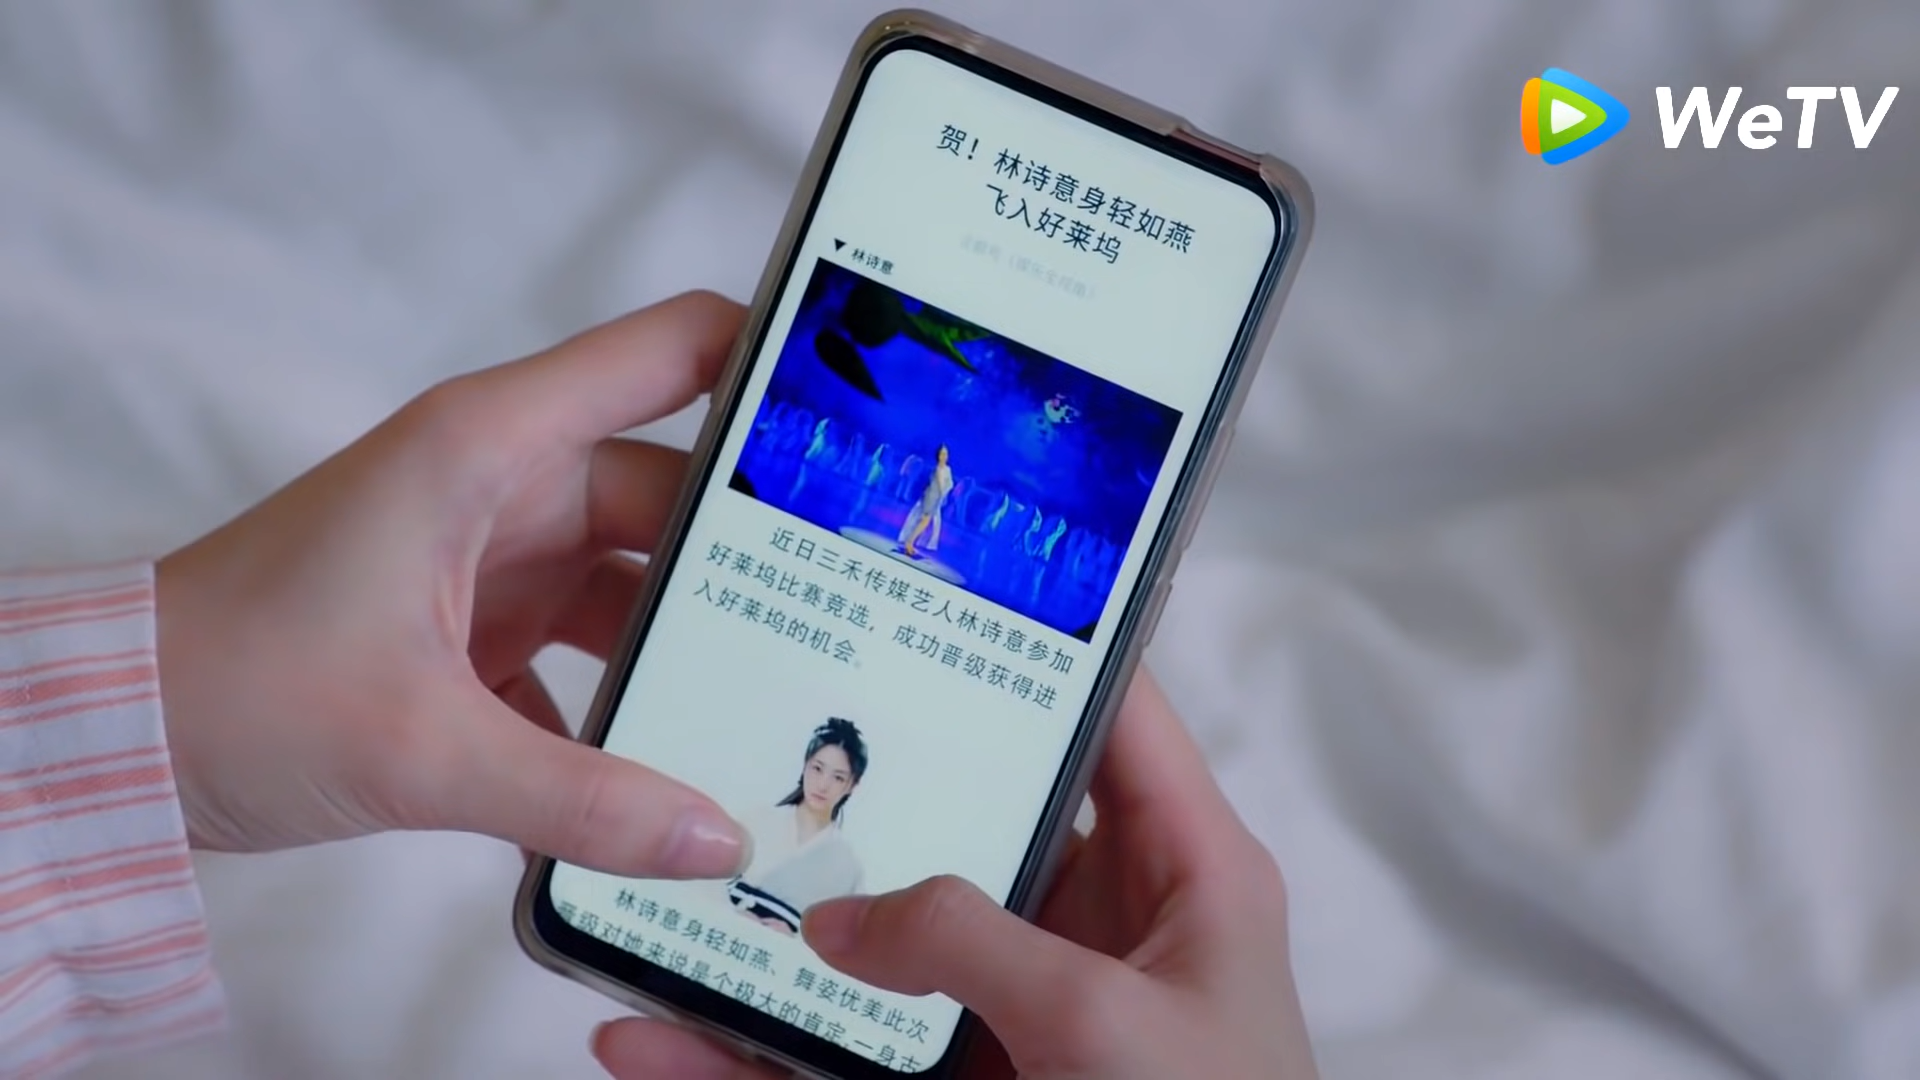 WeTV
贺！林诗意身轻如燕
飞入好莱坞
▼ 林诗意
近日三禾传媒艺人林诗意参加
好莱坞比赛竞选，成功晋级获得进
入好莱坞的机会。
林诗意身轻如燕、舞姿优美此次
晋级对她来说是个极大的肯定,一身古